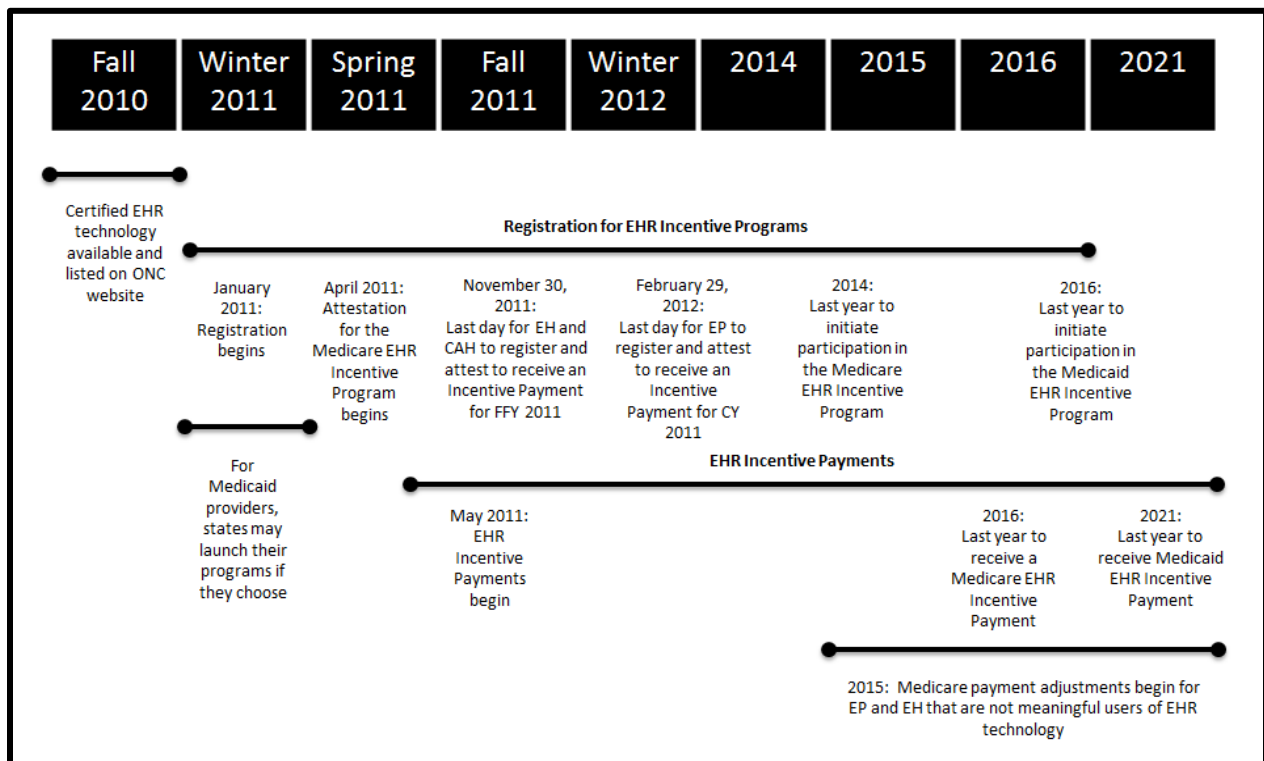 Fall
2010
Winter
2011
Spring
2011
Fall
2011
Winter
2012
2014
2015
2016
2021
Certified EHR
technology
available and
listed on ONC
website
Registration for EHR Incentive Programs
January
2011:
Registration
begins
April 2011:
Attestation
for the
Medicare EHR
Incentive
Program
begins
November 30,
2011:
Last day for EH and
CAH to register and
attest to receive an
Incentive Payment
for FFY 2011
February 29,
2012:
Last day for EP to
register and attest
to receive an
Incentive
Payment for CY
2011
2014:
Last year to
initiate
participation in
the Medicare
EHR Incentive
Program
2016:
Last year to
initiate
participation in
the Medicaid
EHR Incentive
Program
For
Medicaid
providers,
states may
launch their
programs if
they choose
EHR Incentive Payments
May 2011:
EHR
Incentive
Payments
begin
2016:
Last year to
receive a
Medicare EHR
Incentive
Payment
2021:
Last year to
receive Medicaid
EHR Incentive
Payment
2015: Medicare payment adjustments begin for
EP and EH that are not meaningful users of EHR
technology